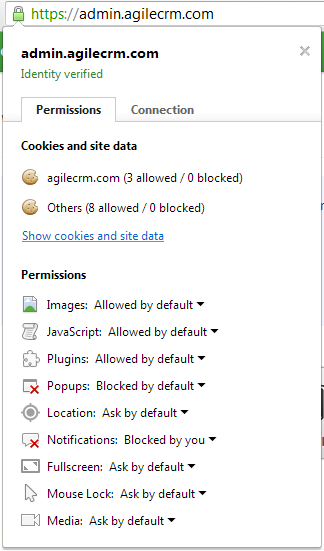 https://admin.agilecrm.com
admin.agilecrm.com
Identity verified
Permissions Connection
Cookies and site data
agilecrm.com (3 allowed / 0 blocked)
Others (8 allowed / 0 blocked)
Show cookies and site data
Permissions
Images: Allowed by default
JavaScript: Allowed by default
Plugins: Allowed by default
Popups: Blocked by default
Location: Ask by default
Notifications: Blocked by you
Fullscreen: Ask by default
Mouse Lock: Ask by default
Media: Ask by default